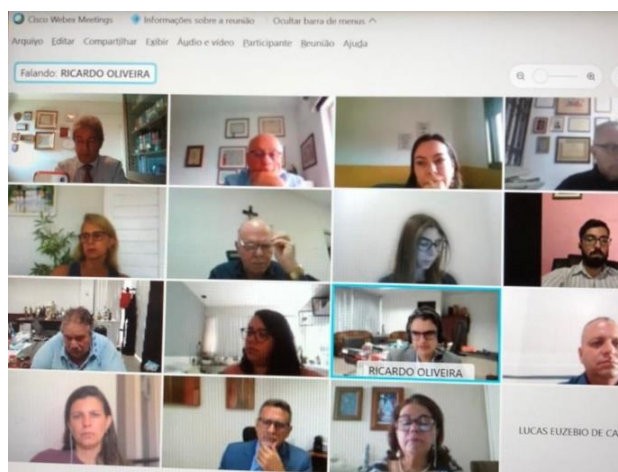 Cisco Webex Meetings Informações sobre a reunião Ocultar barra de menus
Arquivo Editar Compartilhar Exibir Áudio e vídeo Participante Reunião Ajuda
Falando: RICARDO OLIVEIRA
RICARDO OLIVEIRA
LUCAS EUZEBIO DE CA